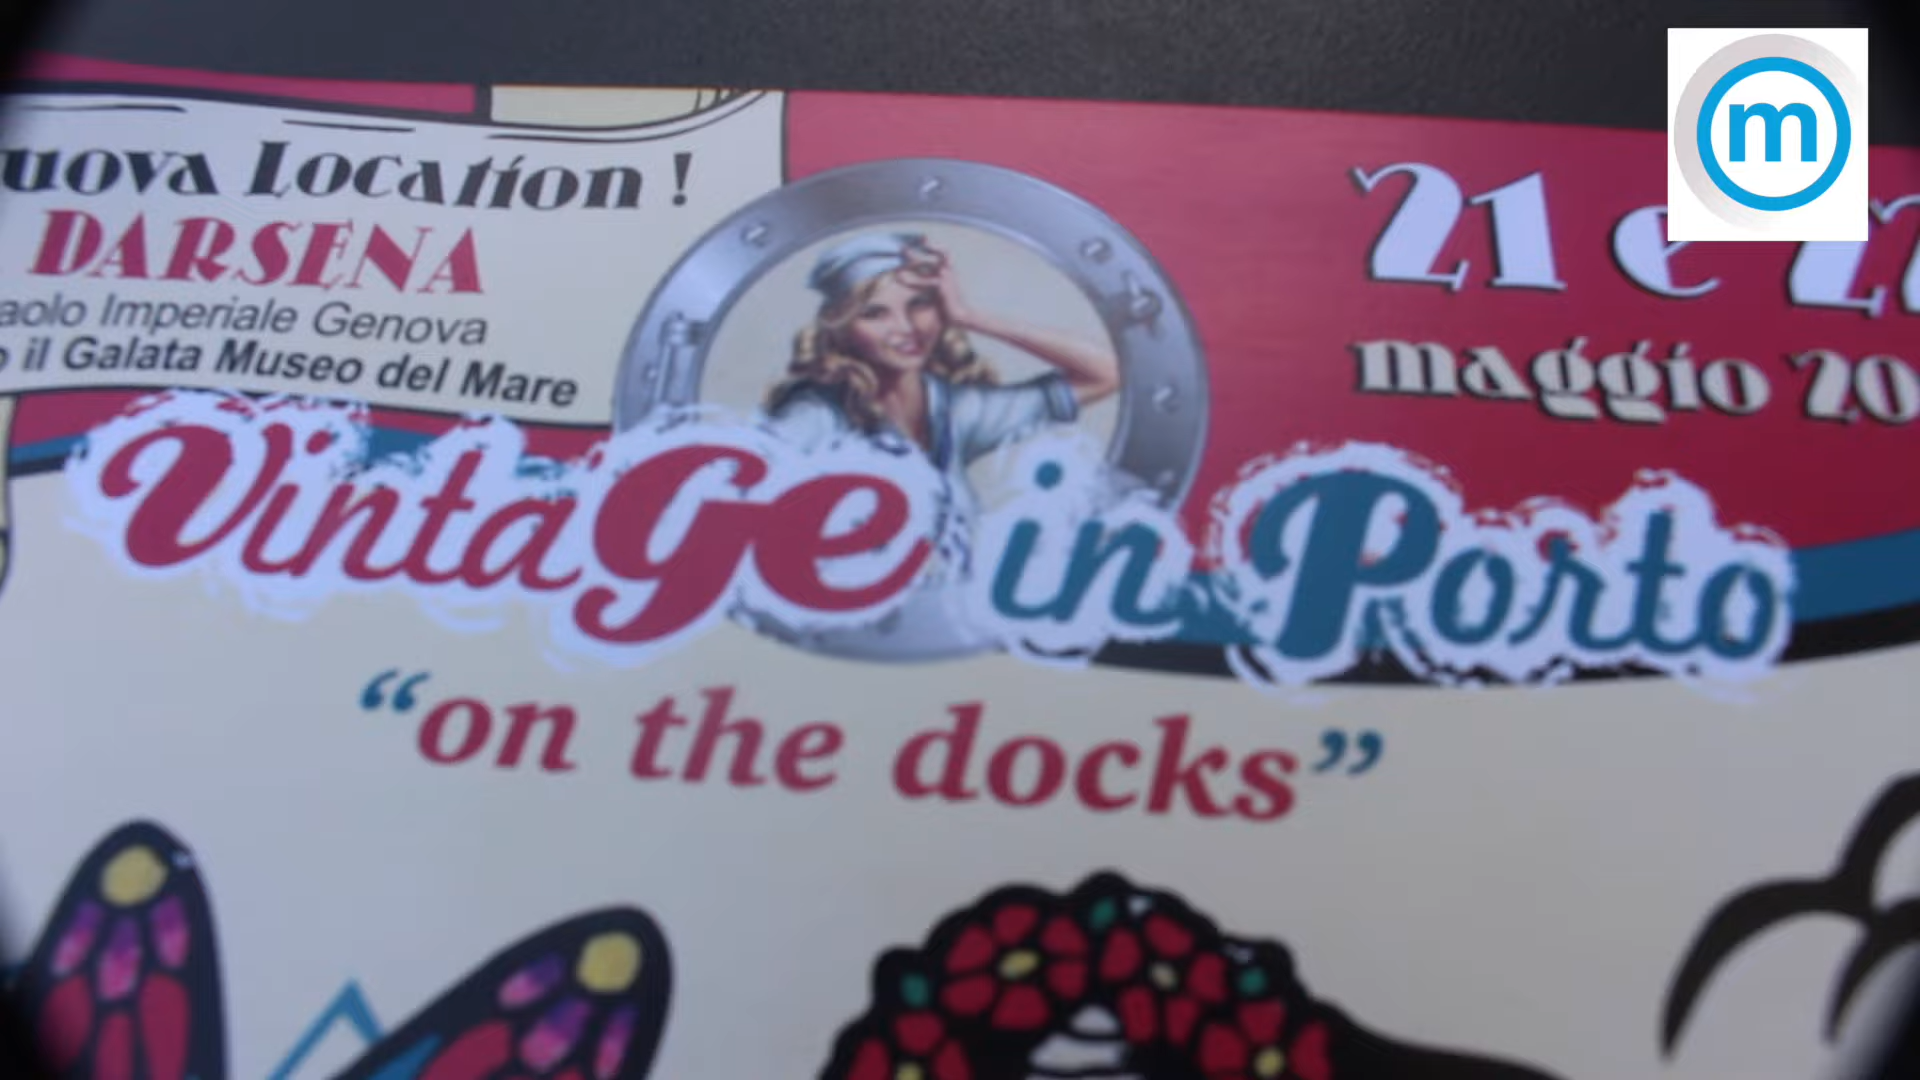 uova Location !
DARSENA
aolo Imperiale Genova
il Galata Museo del Mare
21 e 2
maggio 20
m
VintaGe in Porto
“on the docks”